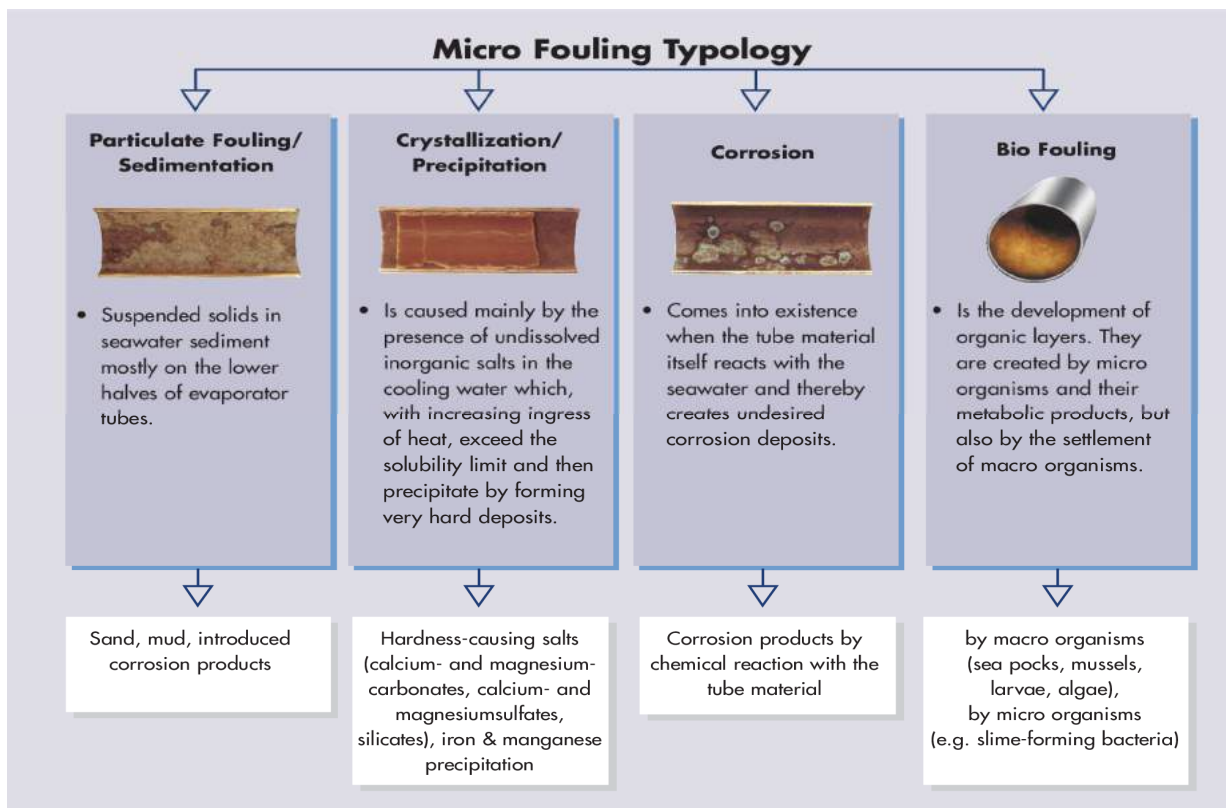 Micro Fouling Typology
Particulate Fouling/
Sedimentation
• Suspended solids in
seawater sediment
mostly on the lower
halves of evaporator
tubes.
Sand, mud, introduced
corrosion products
Crystallization/
Precipitation
• Is caused mainly by the
presence of undissolved
inorganic salts in the
cooling water which,
with increasing ingress
of heat, exceed the
solubility limit and then
precipitate by forming
very hard deposits.
Hardness-causing salts
(calcium- and magnesium-
carbonates, calcium- and
magnesiumsulfates,
silicates), iron & manganese
precipitation
Corrosion
• Comes into existence
when the tube material
itself reacts with the
seawater and thereby
creates undesired
corrosion deposits.
Corrosion products by
chemical reaction with the
tube material
Bio Fouling
• Is the development of
organic layers. They
are created by micro
organisms and their
metabolic products, but
also by the settlement
of macro organisms.
by macro organisms
(sea pocks, mussels,
larvae, algae),
by micro organisms
(e.g. slime-forming bacteria)